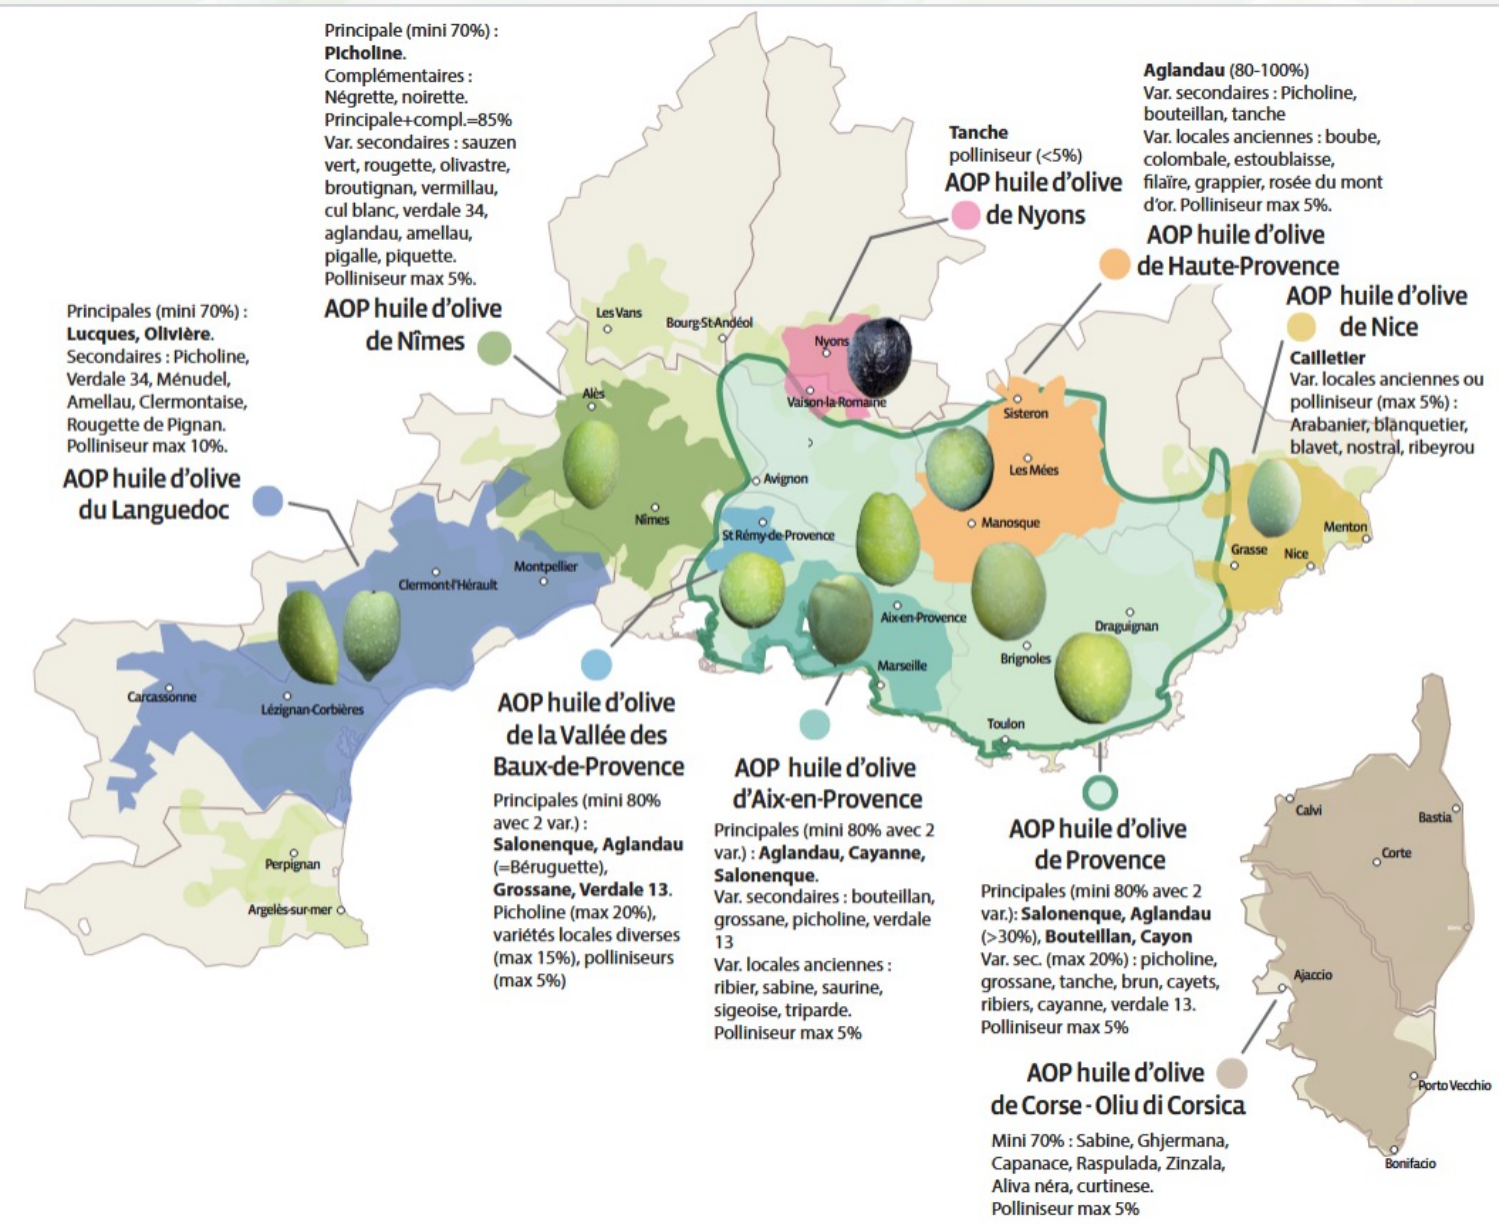 Principale (mini 70%) :
Picholine.
Complémentaires :
Négrette, noirette.
Principale+compl.=85%
Var. secondaires : sauzen
vert, rougette, olivastre,
broutignan, vermillau,
cul blanc, verdale 34,
aglandau, amellau,
pigalle, piquette.
Polliniseur max 5%.
AOP huile d'olive
de Nîmes
Tanche
polliniseur (<5%)
AOP huile d'olive
de Nyons
Aglandau (80-100%)
Var. secondaires : Picholine,
bouteillan, tanche
Var. locales anciennes : boube,
colombale, estoublaisse,
filaïre, grappier, rosée du mont
d'or. Polliniseur max 5%.
AOP huile d'olive
de Haute-Provence
AOP huile d'olive
de Nice
Cailletier
Var. locales anciennes ou
polliniseur (max 5%) :
Arabanier, blanquetier,
blavet, nostral, ribeyrou
Principales (mini 70%) :
Lucques, Olivière.
Secondaires : Picholine,
Verdale 34, Ménudel,
Amellau, Clermontaise,
Rougette de Pignan.
Polliniseur max 10%.
AOP huile d'olive
du Languedoc
Les Vans
Bourg-St-Andéol
Nyons
Vaison-la-Romaine
Alès
Sisteron
Les Mées
Avignon
Nîmes
St Rémy-de-Provence
Manosque
Menton
Grasse
Nice
Montpellier
Clermont-l'Hérault
Aix-en-Provence
Draguignan
Brignoles
Marseille
Carcassonne
Lézignan-Corbières
Toulon
Perpignan
Argelès-sur-mer
AOP huile d'olive
de la Vallée des
Baux-de-Provence
Principales (mini 80%
avec 2 var.) :
Salonenque, Aglandau
(=Béruguette),
Grossane, Verdale 13.
Picholine (max 20%),
variétés locales diverses
(max 15%), polliniseurs
(max 5%)
AOP huile d'olive
d'Aix-en-Provence
Principales (mini 80% avec 2
var.) : Aglandau, Cayanne,
Salonenque.
Var. secondaires : bouteillan,
grossane, picholine, verdale
13
Var. locales anciennes :
ribier, sabine, saurine,
sigeoise, triparde.
Polliniseur max 5%
AOP huile d'olive
de Provence
Principales (mini 80% avec 2
var.): Salonenque, Aglandau
(>30%), Bouteillan, Cayon
Var. sec. (max 20%) : picholine,
grossane, tanche, brun, cayets,
ribiers, cayanne, verdale 13.
Polliniseur max 5%
AOP huile d'olive
de Corse - Oliu di Corsica
Mini 70% : Sabine, Ghjermana,
Capanace, Raspulada, Zinzala,
Aliva néra, curtinese.
Polliniseur max 5%
Calvi
Bastia
Corte
Ajaccio
Porto Vecchio
Bonifacio